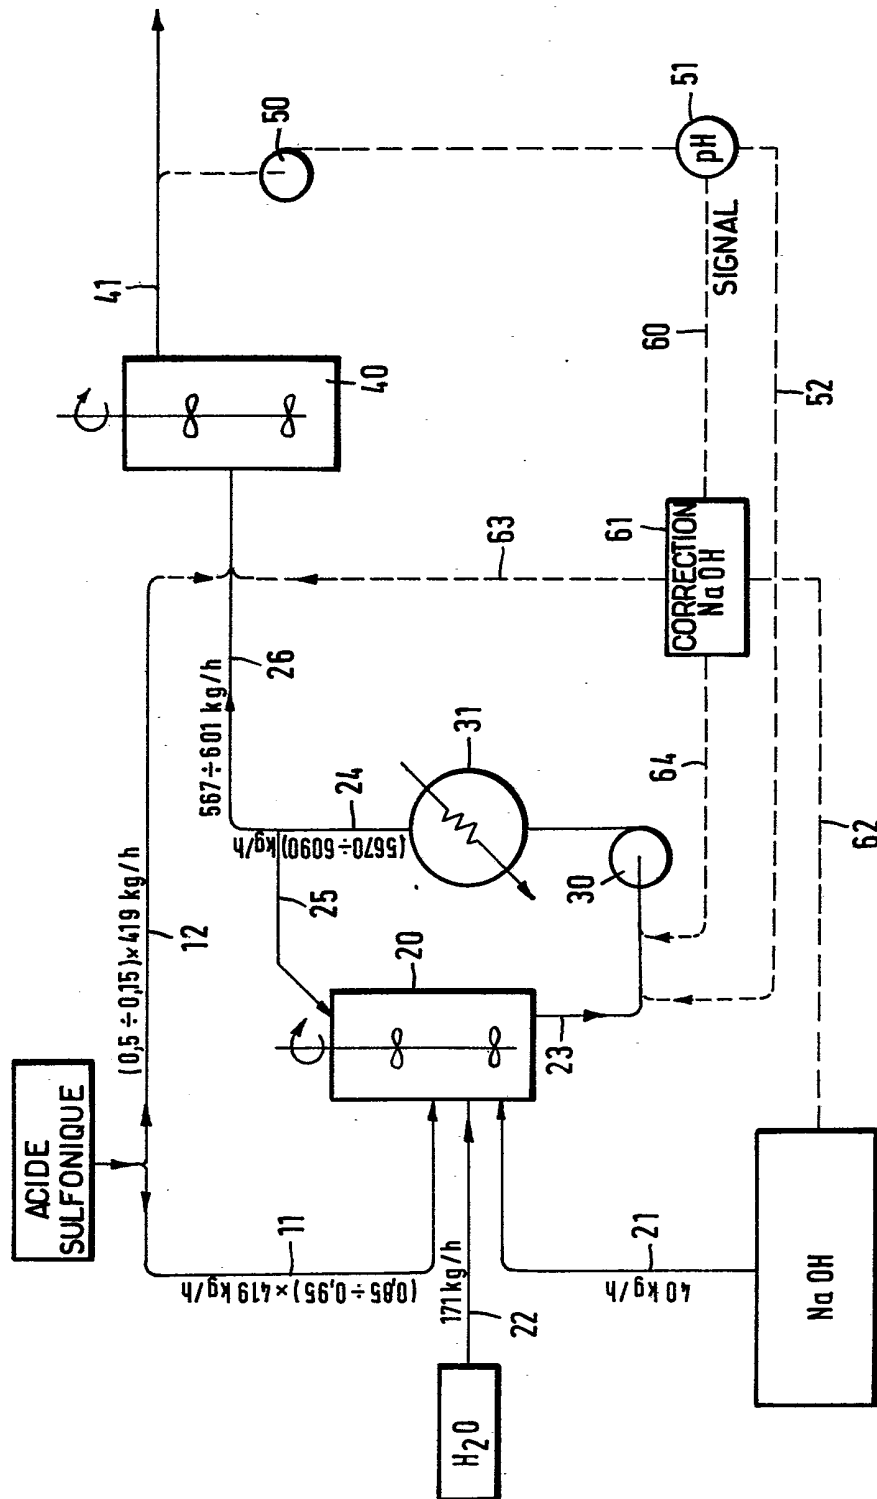 ACIDE
SULFONIQUE
(0,5÷0,15)×419 kg/h
12
11
(0,85÷0,95)×419 kg/h
H2O
171 kg/h
22
NaOH
40 kg/h
21
20
23
25
24
(5670÷6090)
kg/h
567÷601 kg/h
26
30
31
40
41
50
51
pH
SIGNAL
60
52
61
CORRECTION
NaOH
63
64
62